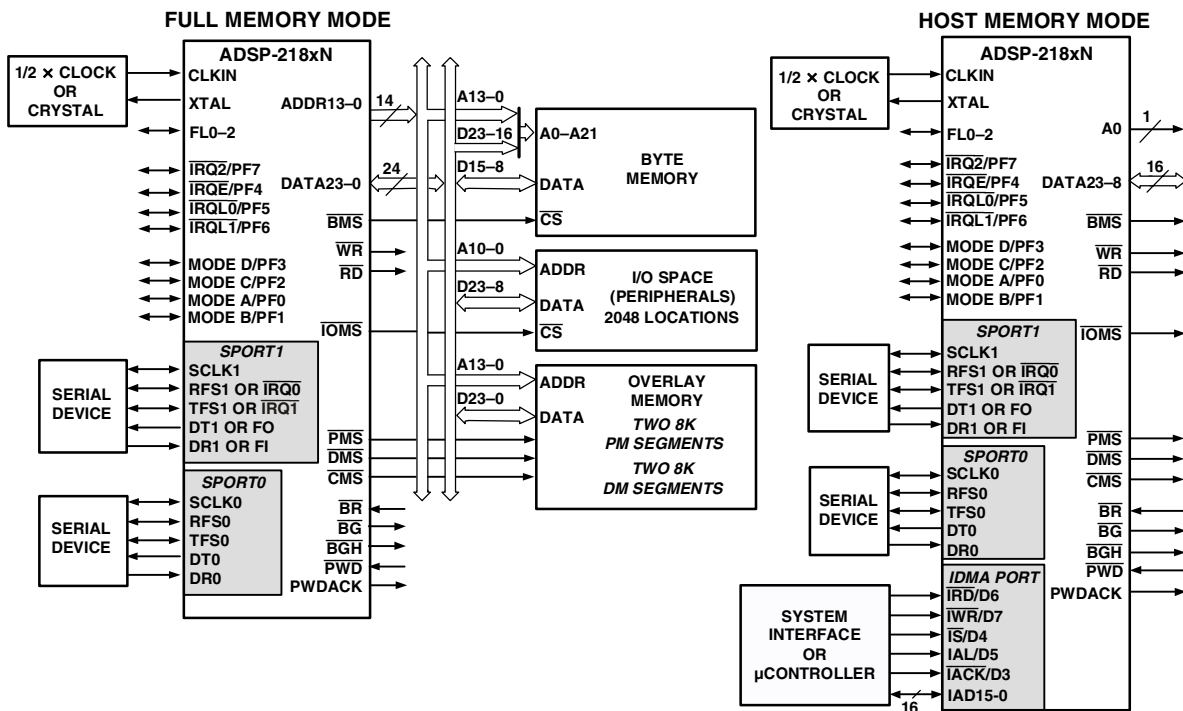 FULL MEMORY MODE
ADSP-218xN
1/2 × CLOCK
OR
CRYSTAL
CLKIN
XTAL
FL0–2
IRQ2/PF7
IRQE/PF4
IRQL0/PF5
IRQL1/PF6
MODE D/PF3
MODE C/PF2
MODE A/PF0
MODE B/PF1
ADDR13–0
14
DATA23–0
24
BMS
WR
RD
IOMS
SERIAL
DEVICE
SPORT1
SCLK1
RFS1 OR IRQ0
TFS1 OR IRQ1
DT1 OR FO
DR1 OR FI
PMS
DMS
CMS
SERIAL
DEVICE
SPORT0
SCLK0
RFS0
TFS0
DT0
DR0
BR
BG
BGH
PWD
PWDACK
A13–0
D23–16
D15–8
A0–A21
DATA
CS
BYTE
MEMORY
A10–0
D23–8
ADDR
DATA
CS
I/O SPACE
(PERIPHERALS)
2048 LOCATIONS
A13–0
D23–0
ADDR
DATA
OVERLAY
MEMORY
TWO 8K
PM SEGMENTS
TWO 8K
DM SEGMENTS
HOST MEMORY MODE
ADSP-218xN
1/2 × CLOCK
OR
CRYSTAL
CLKIN
XTAL
FL0–2
IRQ2/PF7
IRQE/PF4
IRQL0/PF5
IRQL1/PF6
MODE D/PF3
MODE C/PF2
MODE A/PF0
MODE B/PF1
A0
1
DATA23–8
16
BMS
WR
RD
IOMS
SERIAL
DEVICE
SPORT1
SCLK1
RFS1 OR IRQ0
TFS1 OR IRQ1
DT1 OR FO
DR1 OR FI
PMS
DMS
CMS
SERIAL
DEVICE
SPORT0
SCLK0
RFS0
TFS0
DT0
DR0
BR
BG
BGH
PWD
PWDACK
SYSTEM
INTERFACE
OR
µCONTROLLER
IDMA PORT
IRD/D6
IWR/D7
IS/D4
IAL/D5
IACK/D3
IAD15-0
16